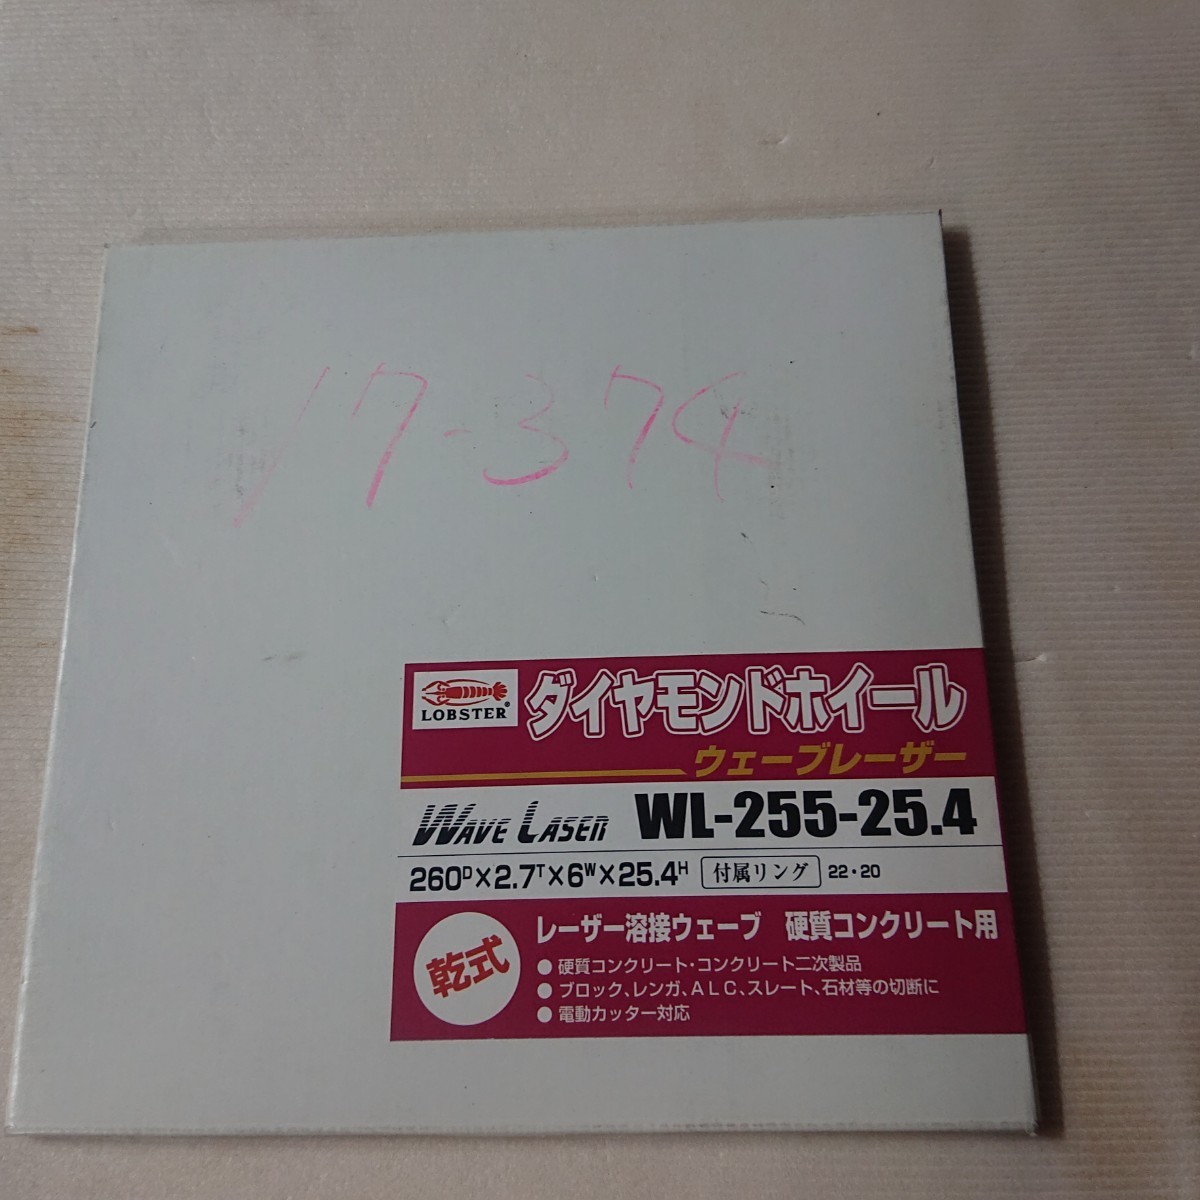 17-374
LOBSTER®
ダイヤモンドホイール
ウェーブレーザー
WAVE LASER WL-255-25.4
260ᴰ×2.7ᵀ×6ᵂ×25.4ᴴ 付属リング 22・20
乾式
レーザー溶接ウェーブ 硬質コンクリート用
● 硬質コンクリート・コンクリート二次製品
● ブロック、レンガ、ALC、スレート、石材等の切断に
● 電動カッター対応